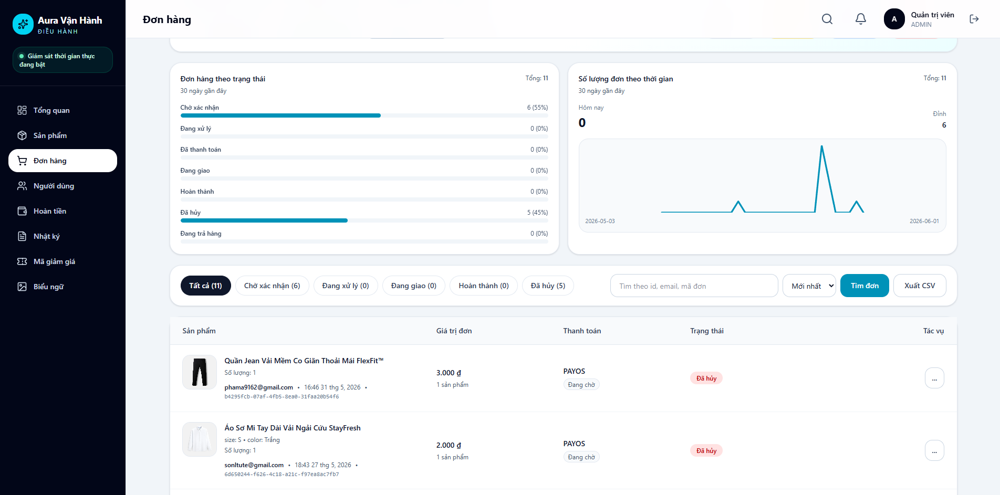 Aura Vận Hành
ĐIỀU HÀNH
Giám sát thời gian thực
đang bật
Tổng quan
Sản phẩm
Đơn hàng
Người dùng
Hoàn tiền
Nhật ký
Mã giảm giá
Biểu ngữ
Đơn hàng
A
Quản trị viên
ADMIN
Đơn hàng theo trạng thái
Tổng: 11
30 ngày gần đây
Chờ xác nhận
6 (55%)
Đang xử lý
0 (0%)
Đã thanh toán
0 (0%)
Đang giao
0 (0%)
Hoàn thành
0 (0%)
Đã hủy
5 (45%)
Đang trả hàng
0 (0%)
Số lượng đơn theo thời gian
Tổng: 11
30 ngày gần đây
Hôm nay
0
Đỉnh
6
2026-05-03
2026-06-01
Tất cả (11)
Chờ xác nhận (6)
Đang xử lý (0)
Đang giao (0)
Hoàn thành (0)
Đã hủy (5)
Tìm theo id, email, mã đơn
Mới nhất
Tìm đơn
Xuất CSV
Sản phẩm
Giá trị đơn
Thanh toán
Trạng thái
Tác vụ
Quần Jean Vải Mềm Co Giãn Thoải Mái FlexFit™
Số lượng: 1
phama9162@gmail.com • 16:46 31 thg 5, 2026 •
b4295fcb-07af-4fb5-8ea0-31faa20b54f6
3.000 ₫
1 sản phẩm
PAYOS
Đang chờ
Đã hủy
...
Áo Sơ Mi Tay Dài Vải Ngải Cứu StayFresh
size: S • color: Trắng
Số lượng: 1
sonltute@gmail.com • 18:43 27 thg 5, 2026 •
6d650244-f626-4c18-a21c-f97ea8ac7fb7
2.000 ₫
1 sản phẩm
PAYOS
Đang chờ
Đã hủy
...